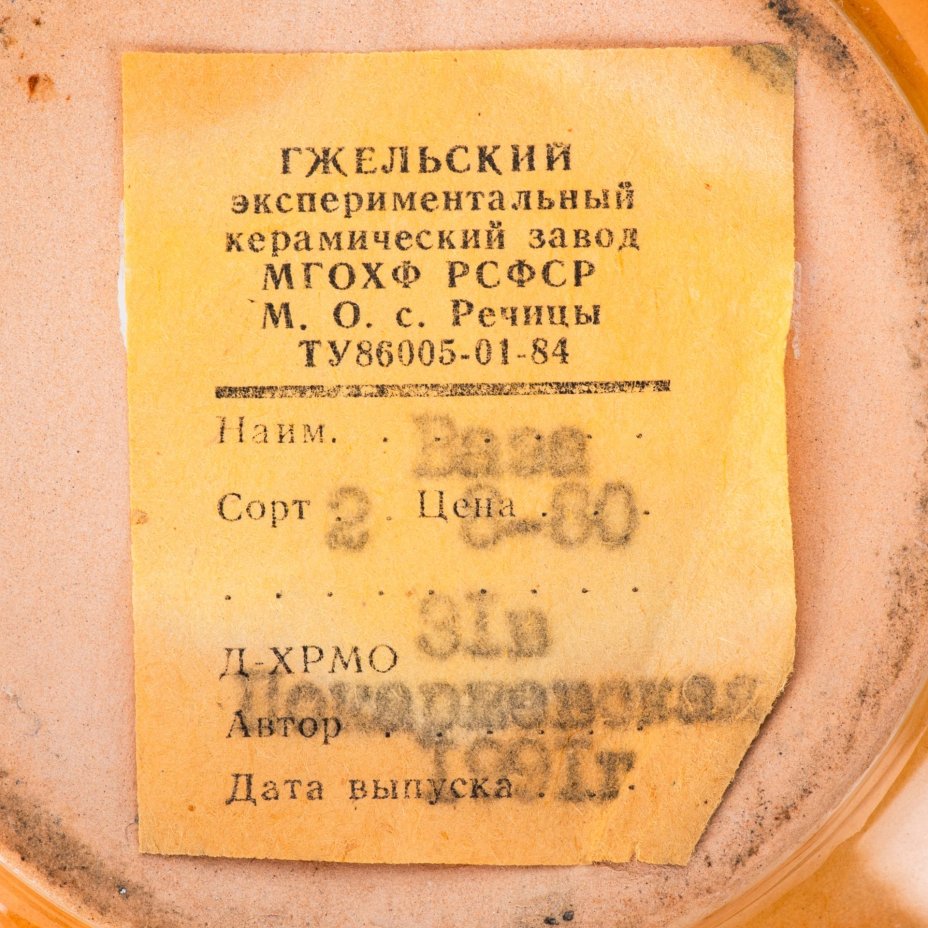 ГЖЕЛЬСКИЙ
экспериментальный
керамический завод
МГОХФ РСФСР
М. О. с. Речицы
ТУ86005-01-84
Наим. . . . . . Ваза
Сорт 2 . . Цена . . .
. . . . . . . . .
Д-ХРМО
Автор . . . . . .
Дата выпуска . . . 1991г